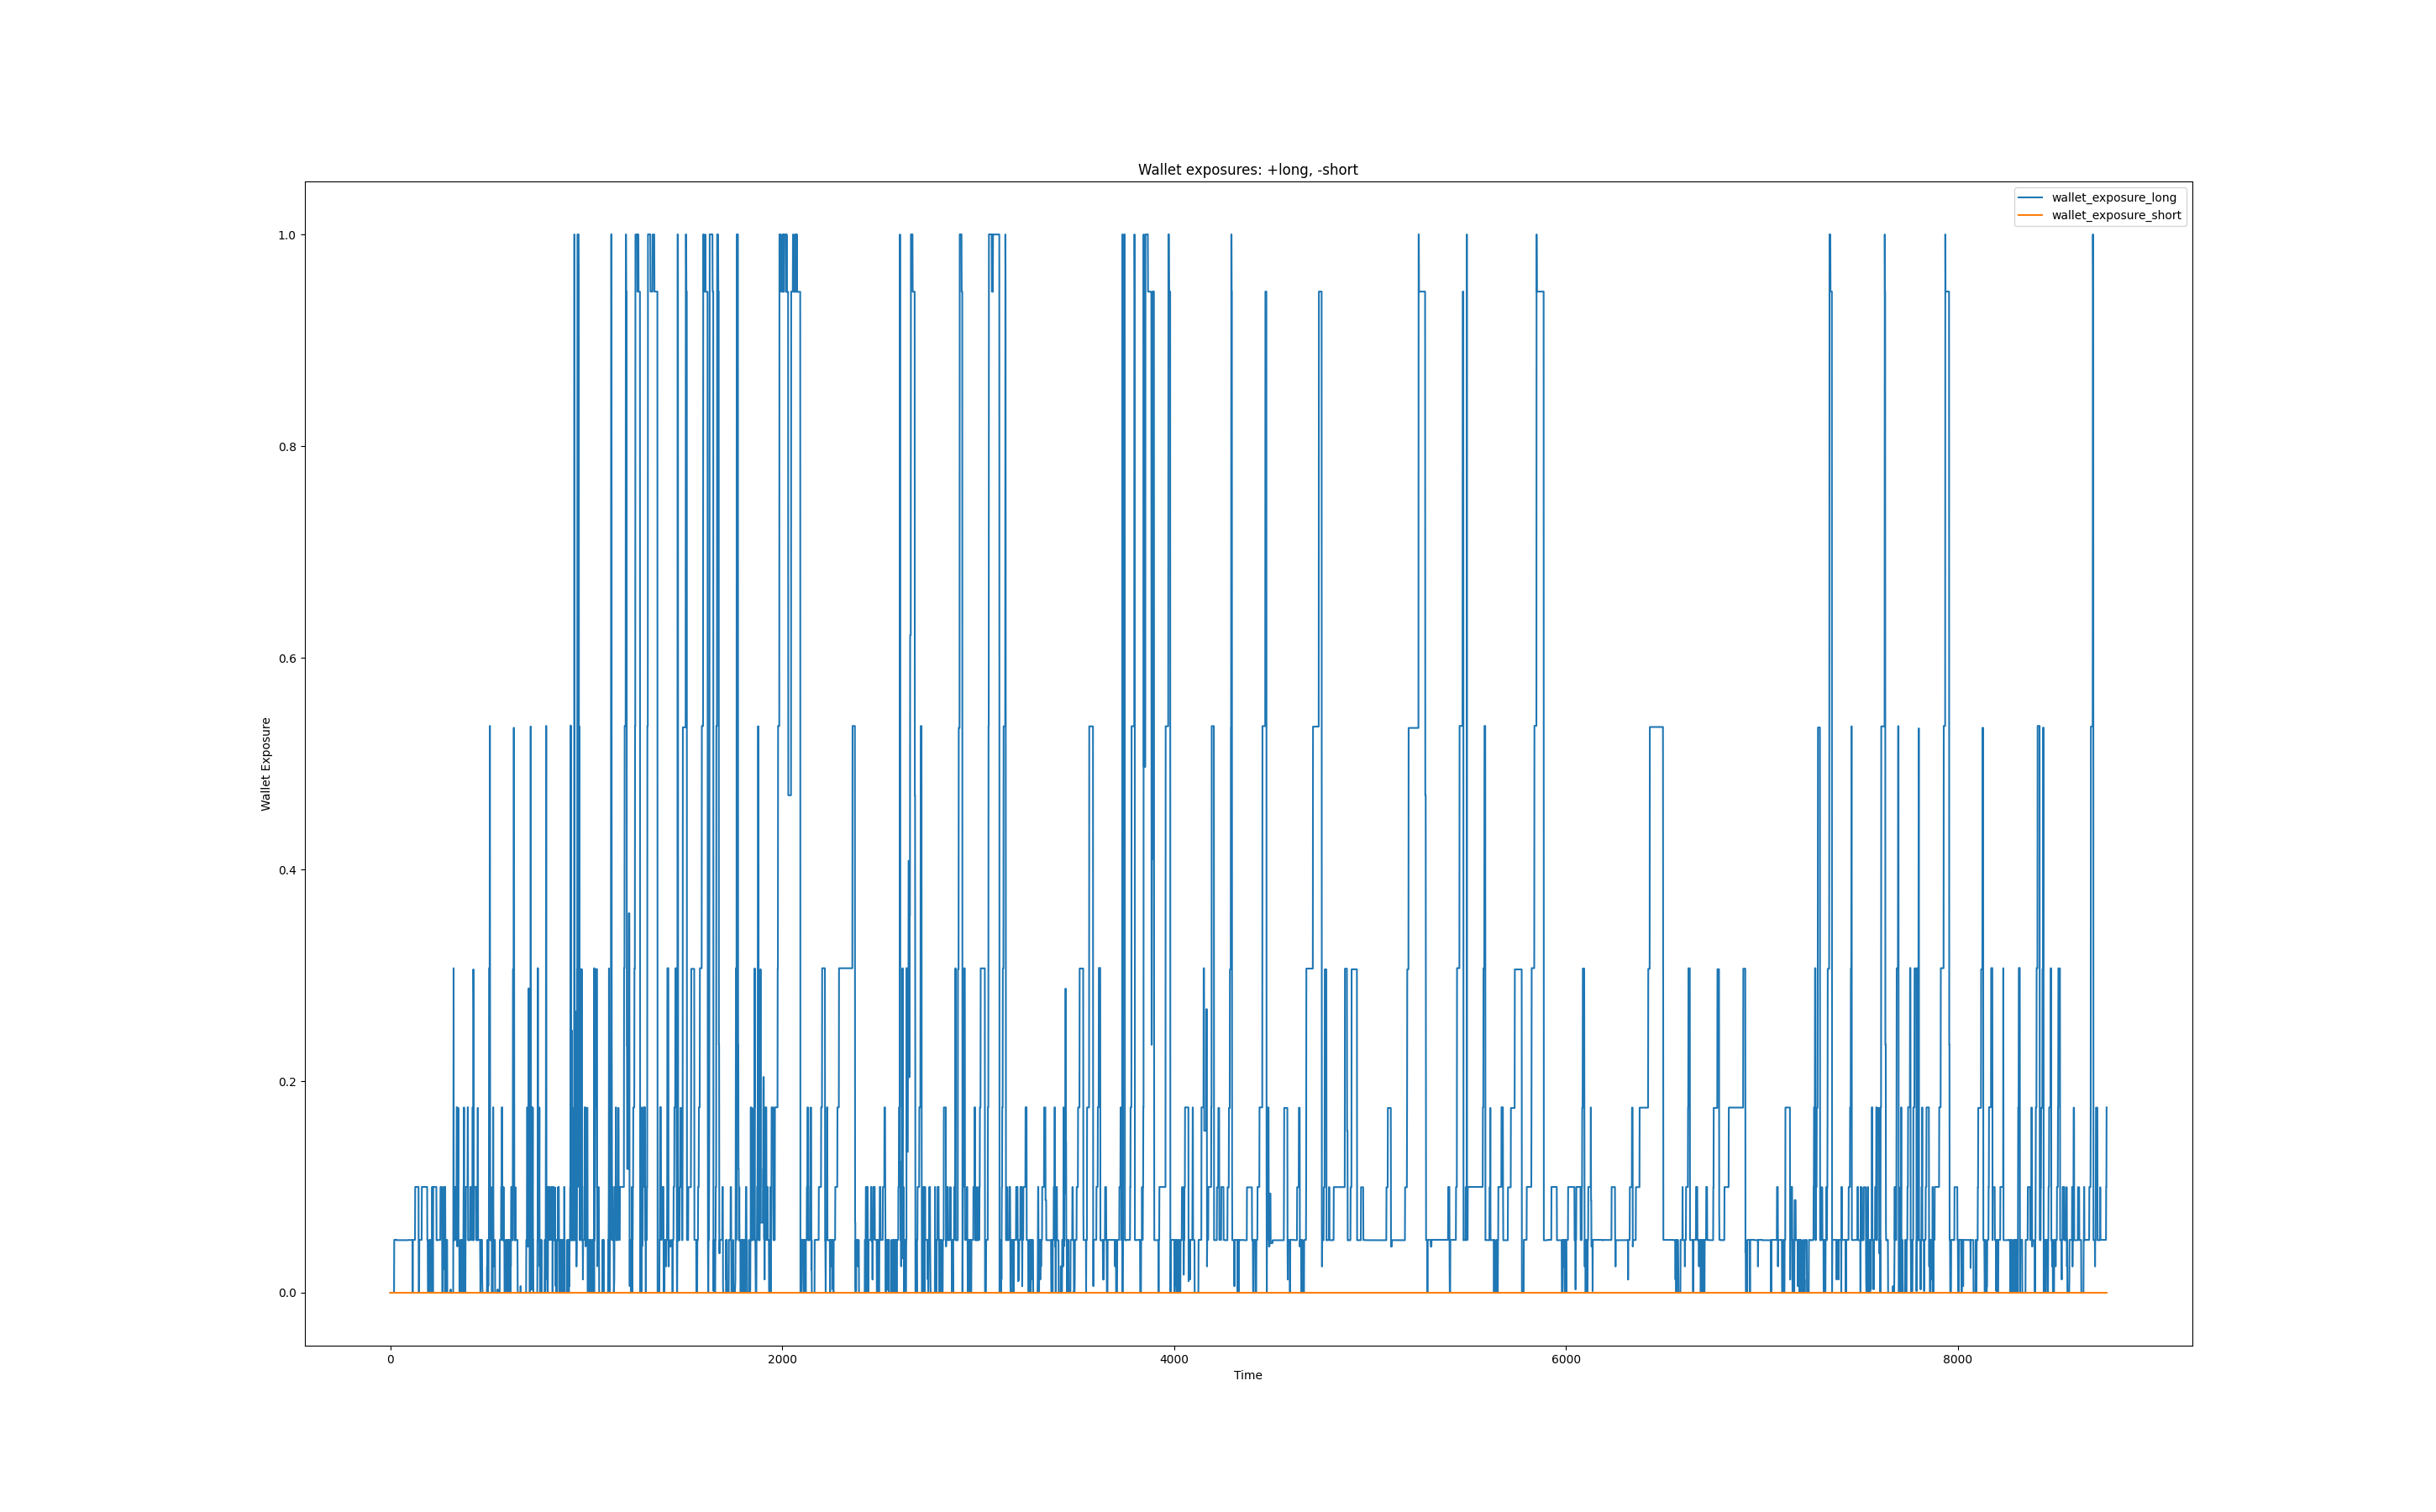 Wallet exposures: +long, -short
wallet_exposure_long
wallet_exposure_short
1.0
0.8
0.6
0.4
0.2
0.0
Wallet Exposure
0 2000 4000 6000 8000
Time